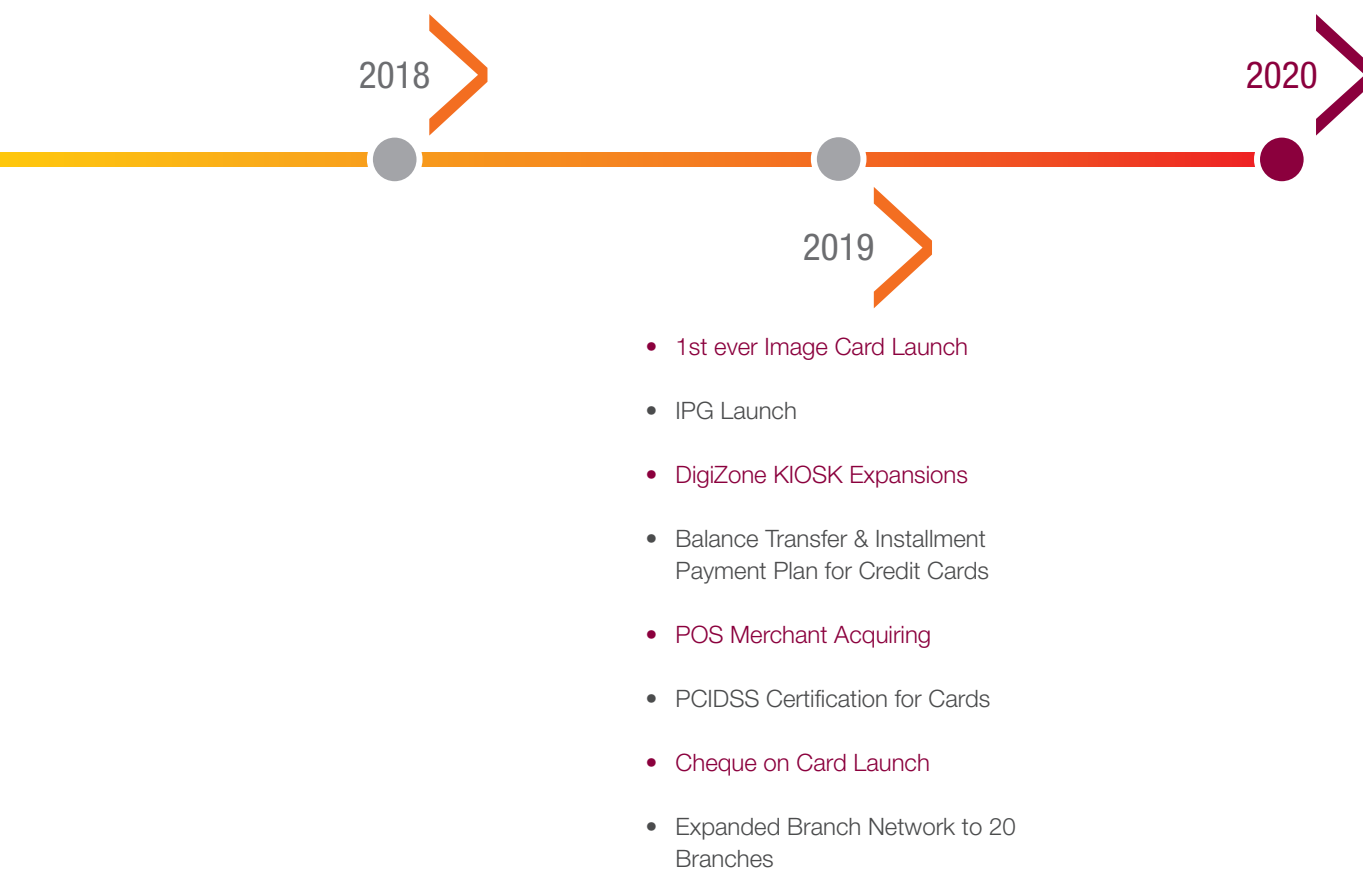 2018
2020
2019
• 1st ever Image Card Launch
• IPG Launch
• DigiZone KIOSK Expansions
• Balance Transfer & Installment
Payment Plan for Credit Cards
• POS Merchant Acquiring
• PCIDSS Certification for Cards
• Cheque on Card Launch
• Expanded Branch Network to 20
Branches